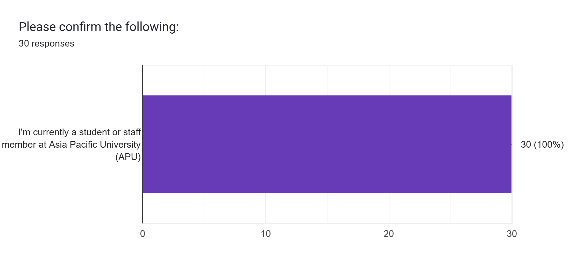 Please confirm the following:
30 responses
I'm currently a student or staff
member at Asia Pacific University
(APU)
30 (100%)
0
10
20
30